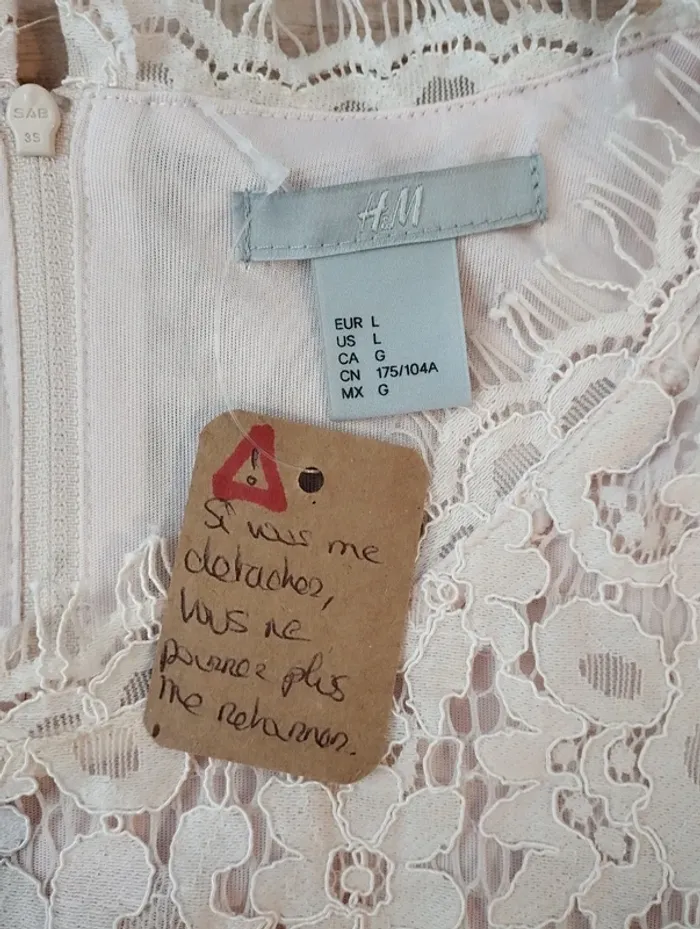 SAB
35
H&M
EUR L
US L
CA G
CN 175/104A
MX G
!
Si vous me
detachez,
vous ne
pourrez plus
me retourner.